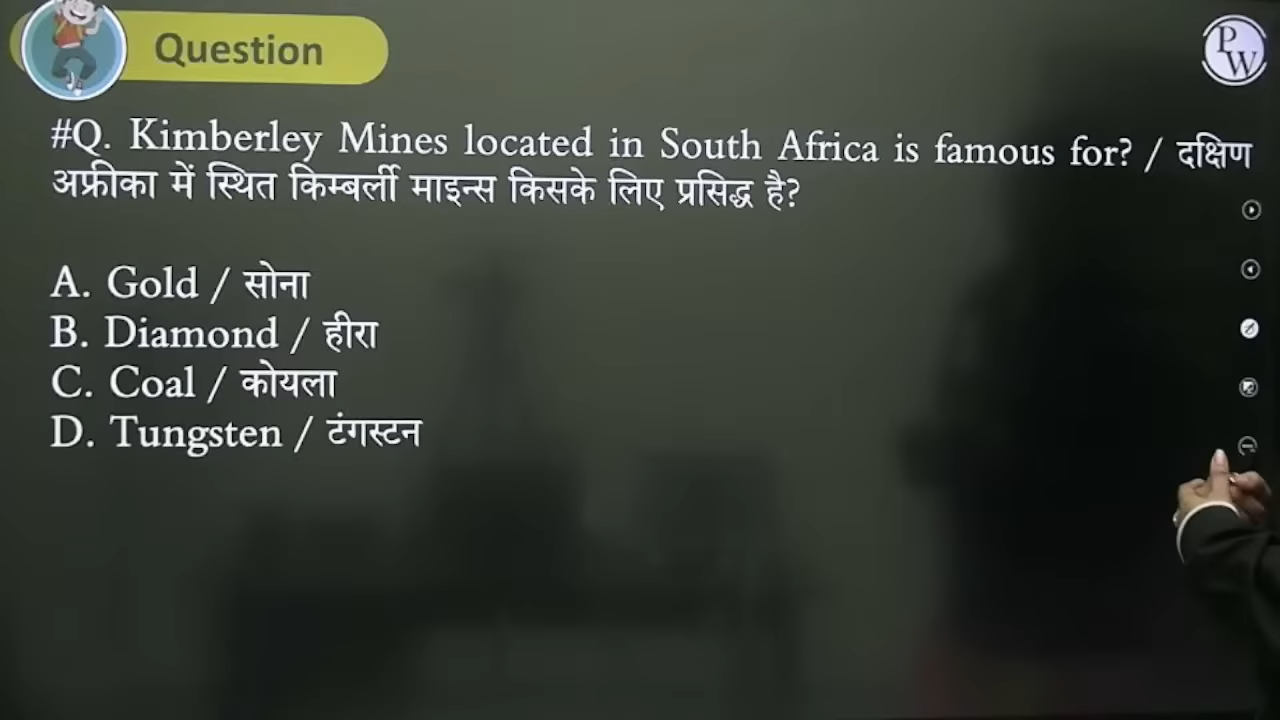 Question
PW
#Q. Kimberley Mines located in South Africa is famous for? / दक्षिण
अफ्रीका में स्थित किम्बर्ली माइन्स किसके लिए प्रसिद्ध है?
A. Gold / सोना
B. Diamond / हीरा
C. Coal / कोयला
D. Tungsten / टंगस्टन